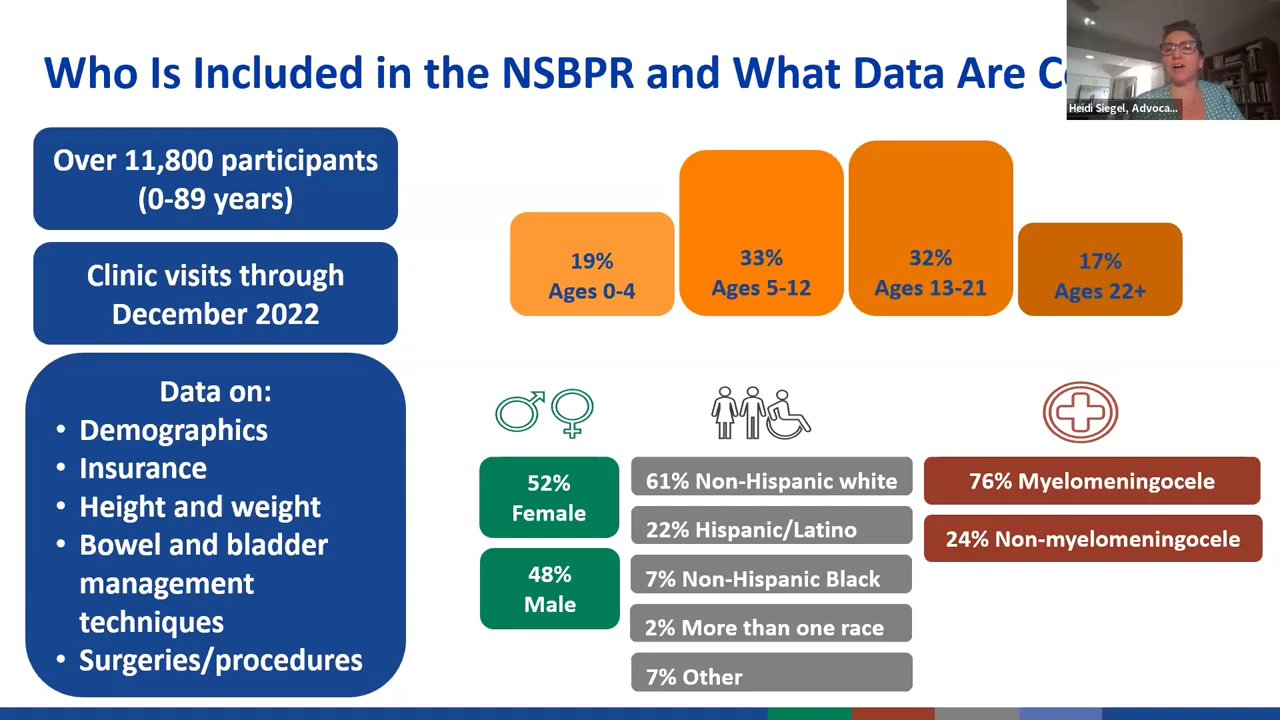 Who Is Included in the NSBPR and What Data Are
Heidi Siegel, Advoca...
Over 11,800 participants
(0-89 years)
Clinic visits through
December 2022
Data on:
• Demographics
• Insurance
• Height and weight
• Bowel and bladder
management
techniques
• Surgeries/procedures
19%
Ages 0-4
33%
Ages 5-12
32%
Ages 13-21
17%
Ages 22+
52%
Female
48%
Male
61% Non-Hispanic white
22% Hispanic/Latino
7% Non-Hispanic Black
2% More than one race
7% Other
76% Myelomeningocele
24% Non-myelomeningocele